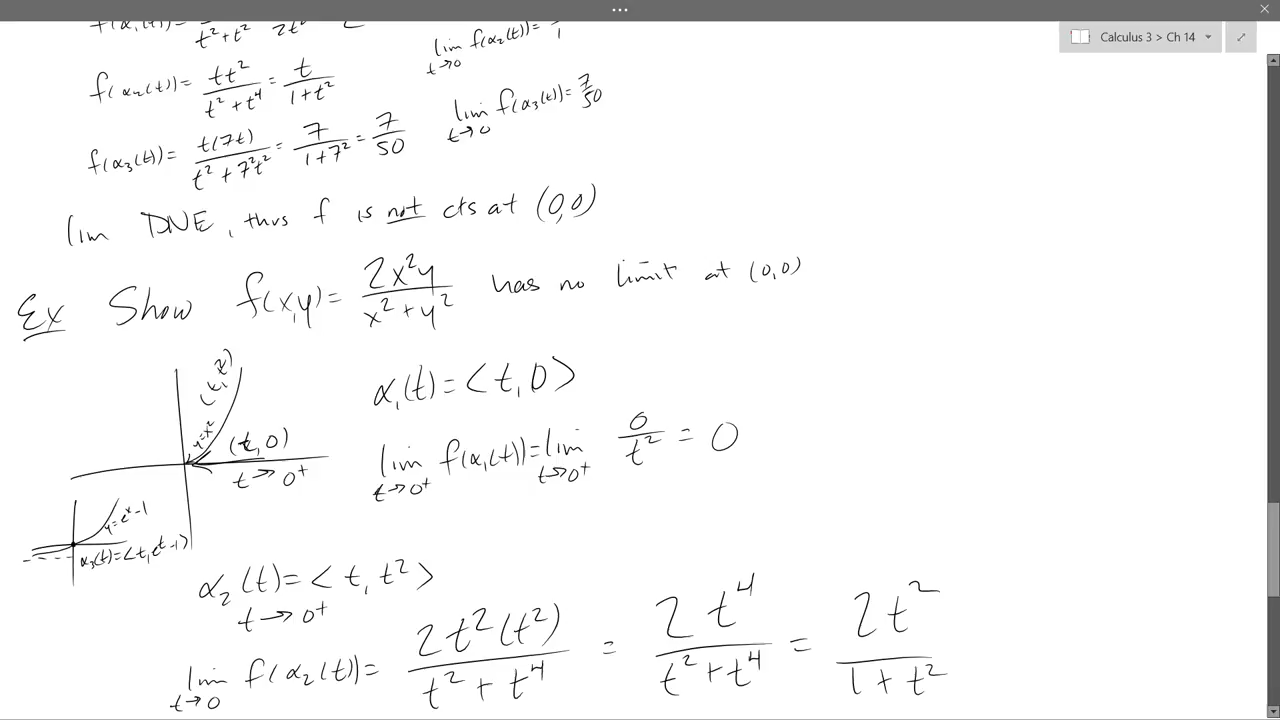 Calculus 3 > Ch 14
t²+t² 2t²
lim t→0 f(α₂(t))=
f(α₂(t))= tt²/(t²+t⁴) = t/(1+t²)
lim t→0 f(α₃(t))= 7/50
f(α₃(t))= t(7t)/(t²+7²t²) = 7/(1+7²) = 7/50
lim DNE, thus f is not cts at (0,0)
Ex Show f(x,y)= 2x²y/(x²+y²) has no limit at (0,0)
y=x²
(t,0)
t→0⁺
α₁(t)=<t,0>
lim t→0⁺ f(α₁(t))=lim t→0⁺ 0/t² = 0
y=eˣ-1
α₃(t)=<t,eᵗ-1>
α₂(t)=<t,t²>
t→0⁺
lim t→0 f(α₂(t))= 2t²(t²)/(t²+t⁴) = 2t⁴/(t²+t⁴) = 2t²/(1+t²)